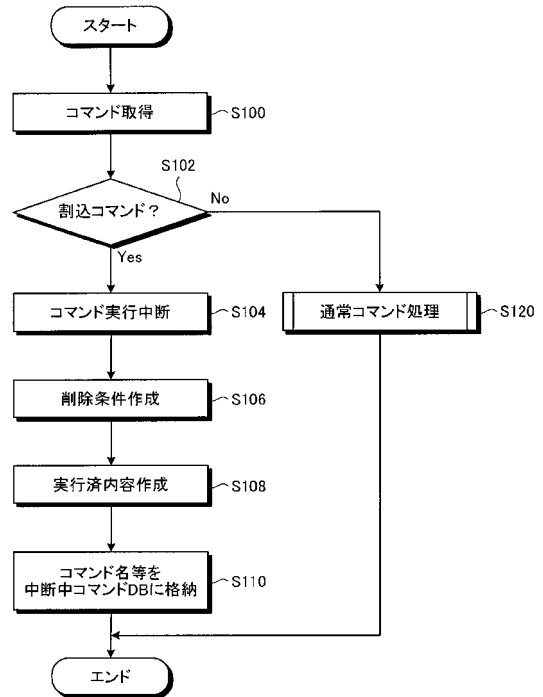 スタート
コマンド取得
S100
S102
割込コマンド?
No
Yes
コマンド実行中断
S104
通常コマンド処理
S120
削除条件作成
S106
実行済内容作成
S108
コマンド名等を
中断中コマンドDBに格納
S110
エンド